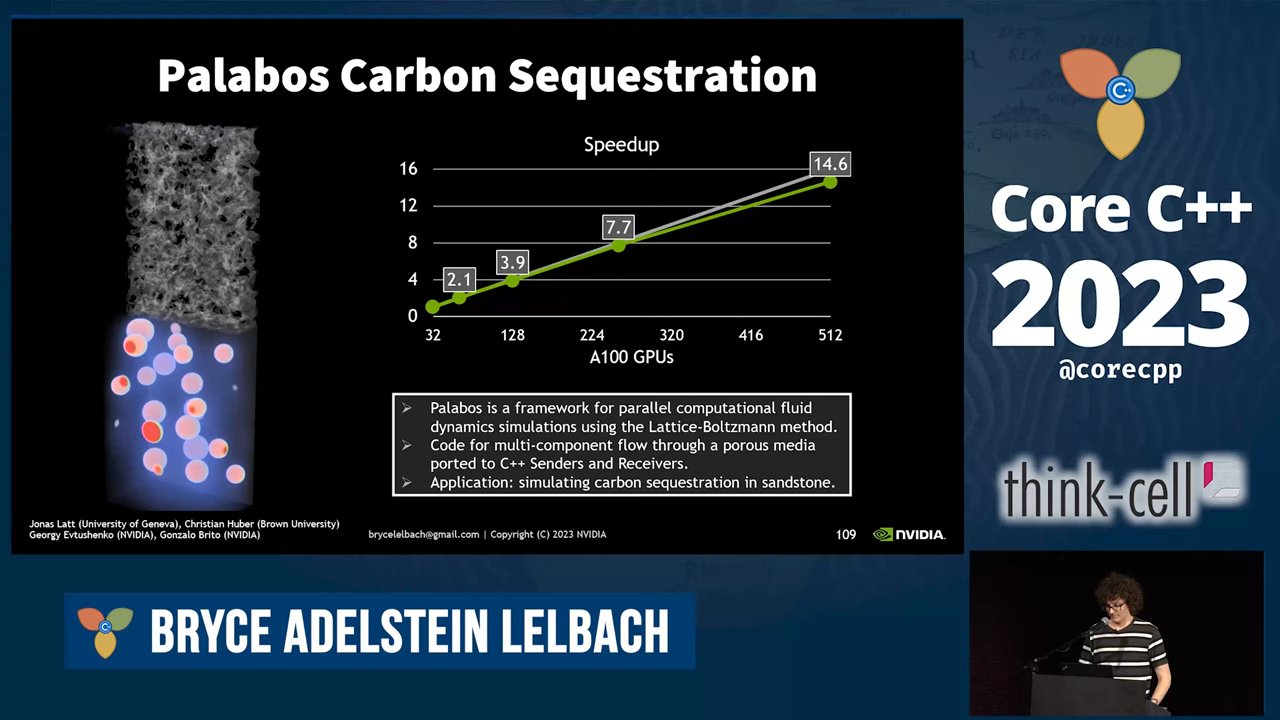 Palabos Carbon Sequestration
Speedup
16
12
8
4
0
2.1
3.9
7.7
14.6
32
128
224
320
416
512
A100 GPUs
➢ Palabos is a framework for parallel computational fluid
dynamics simulations using the Lattice-Boltzmann method.
➢ Code for multi-component flow through a porous media
ported to C++ Senders and Receivers.
➢ Application: simulating carbon sequestration in sandstone.
Jonas Latt (University of Geneva), Christian Huber (Brown University)
Georgy Evtushenko (NVIDIA), Gonzalo Brito (NVIDIA)
brycelelbach@gmail.com | Copyright (C) 2023 NVIDIA
109
NVIDIA.
C++
Core C++
2023
@corecpp
think-cell
C++
BRYCE ADELSTEIN LELBACH
PER
SIA
INDIA